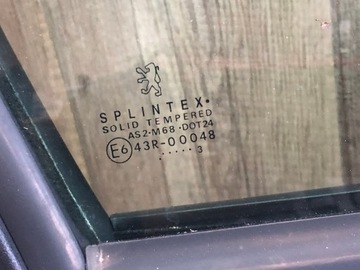 SPLINTEX•
SOLID TEMPERED
AS2·M68·DOT24
E6 43R-00048
..... 3